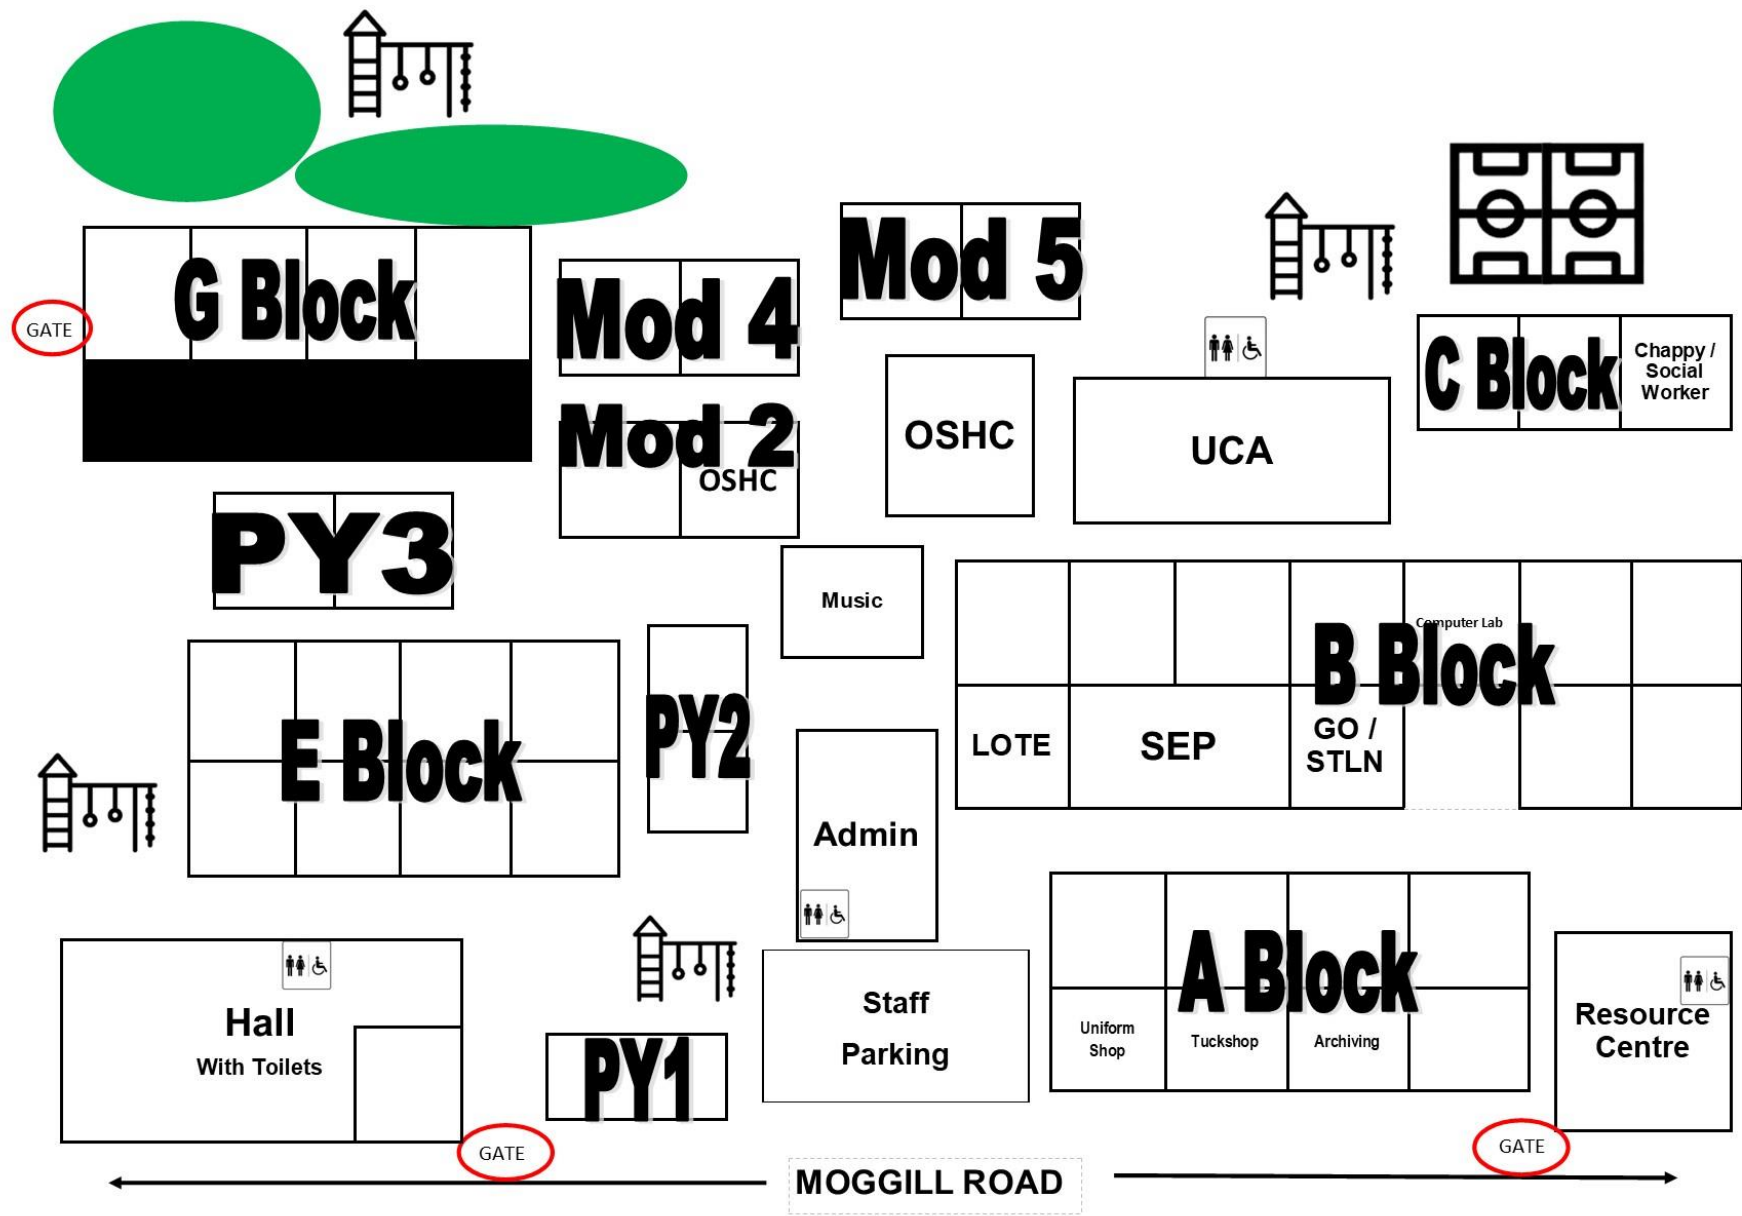 Mod 5
G Block
Mod 4
GATE
C Block
Chappy /
Social
Worker
OSHC
UCA
Mod 2
OSHC
PY3
Music
Computer Lab
B Block
PY2
E Block
LOTE
SEP
GO /
STLN
Admin
A Block
Hall
With Toilets
Staff
Parking
Uniform
Shop
Tuckshop
Archiving
Resource
Centre
PY1
GATE
GATE
MOGGILL ROAD